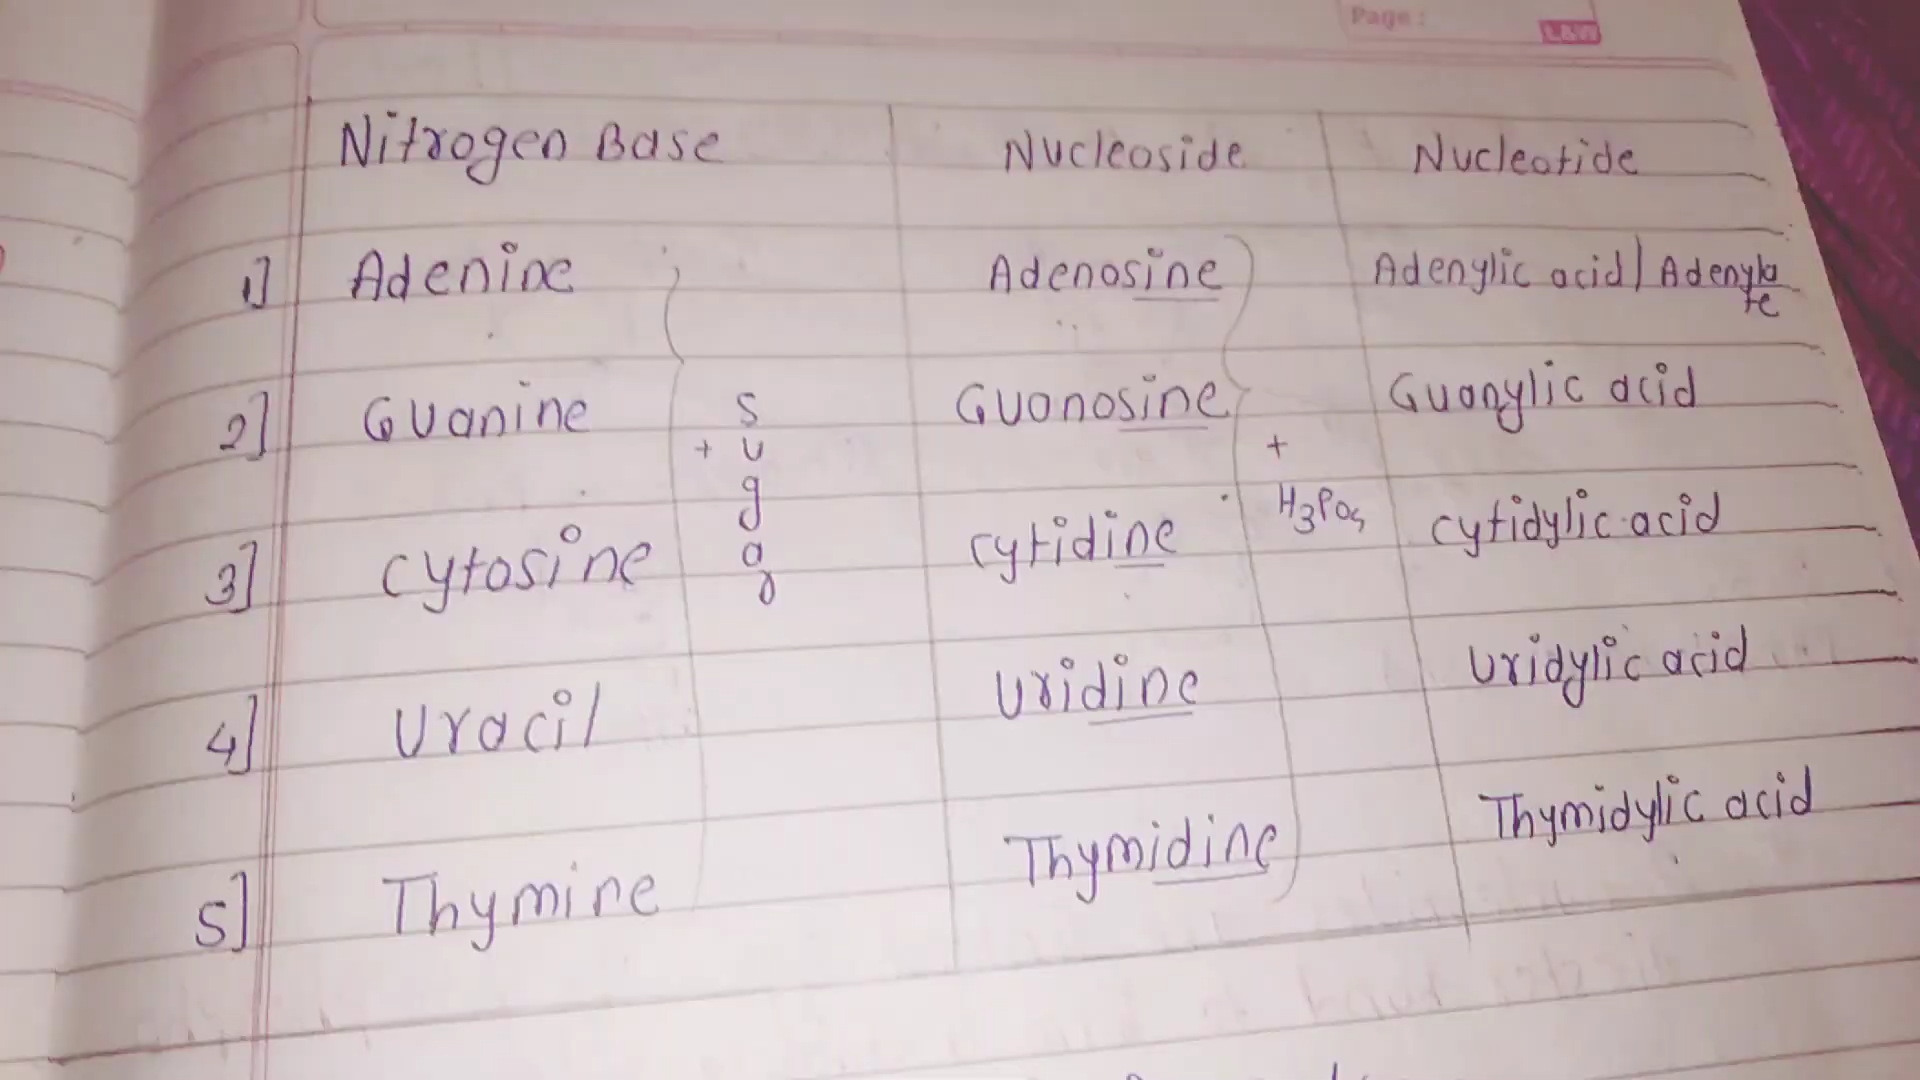 Page :
L&W
Nitrogen Base Nucleoside Nucleotide
1] Adenine Adenosine Adenylic acid / Adenylate
2] Guanine + sugar Guanosine + H3PO4 Guanylic acid
3] cytosine cytidine cytidylic acid
4] Uracil Uridine Uridylic acid
5] Thymine Thymidine Thymidylic acid